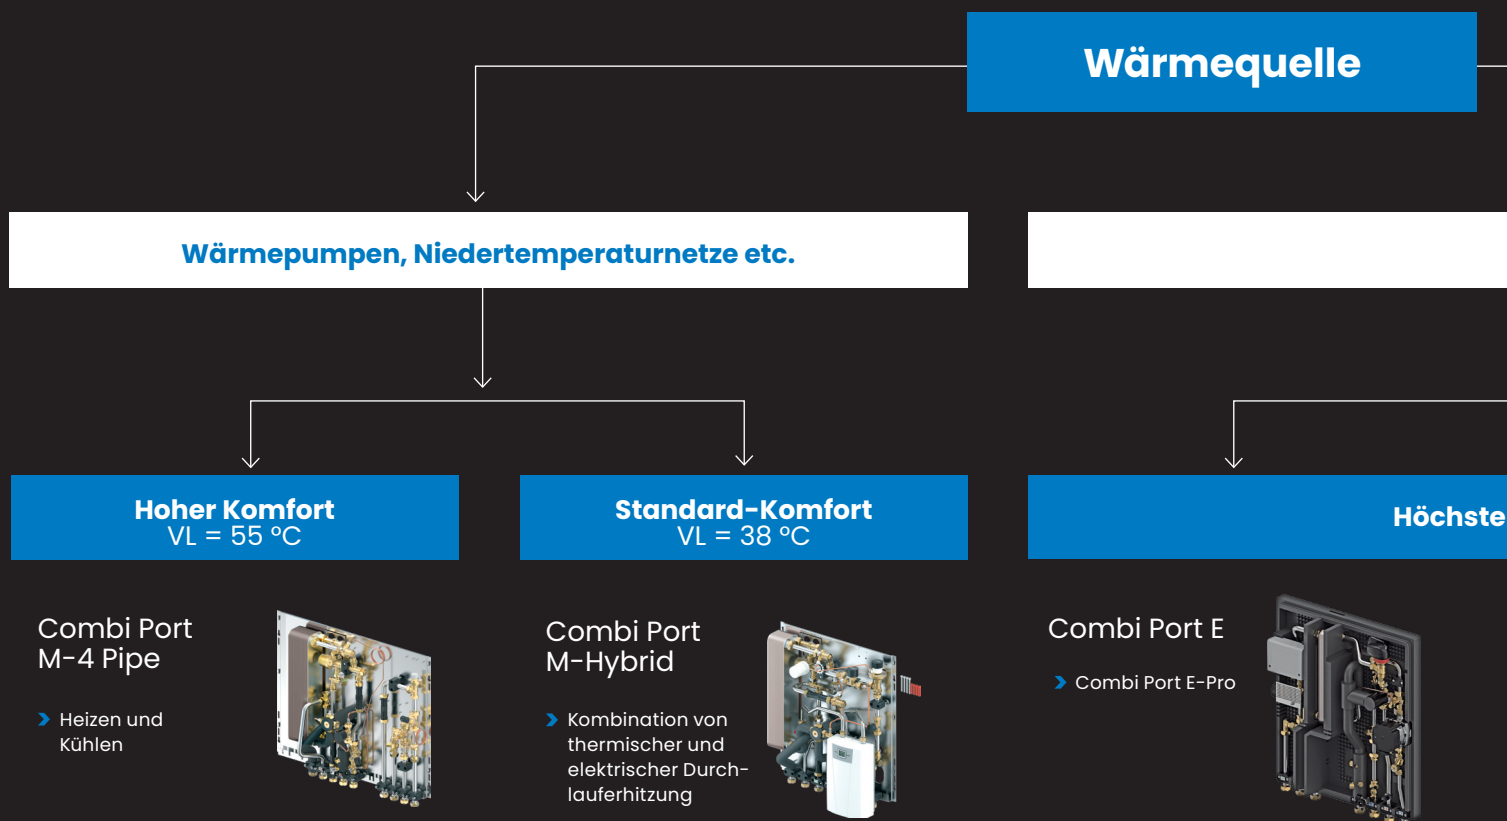 Wärmequelle
Wärmepumpen, Niedertemperaturnetze etc.
Hoher Komfort
VL = 55 °C
Standard-Komfort
VL = 38 °C
Höchste
Combi Port
M-4 Pipe
Heizen und
Kühlen
Combi Port
M-Hybrid
Kombination von
thermischer und
elektrischer Durch-
lauferhitzung
Combi Port E
Combi Port E-Pro